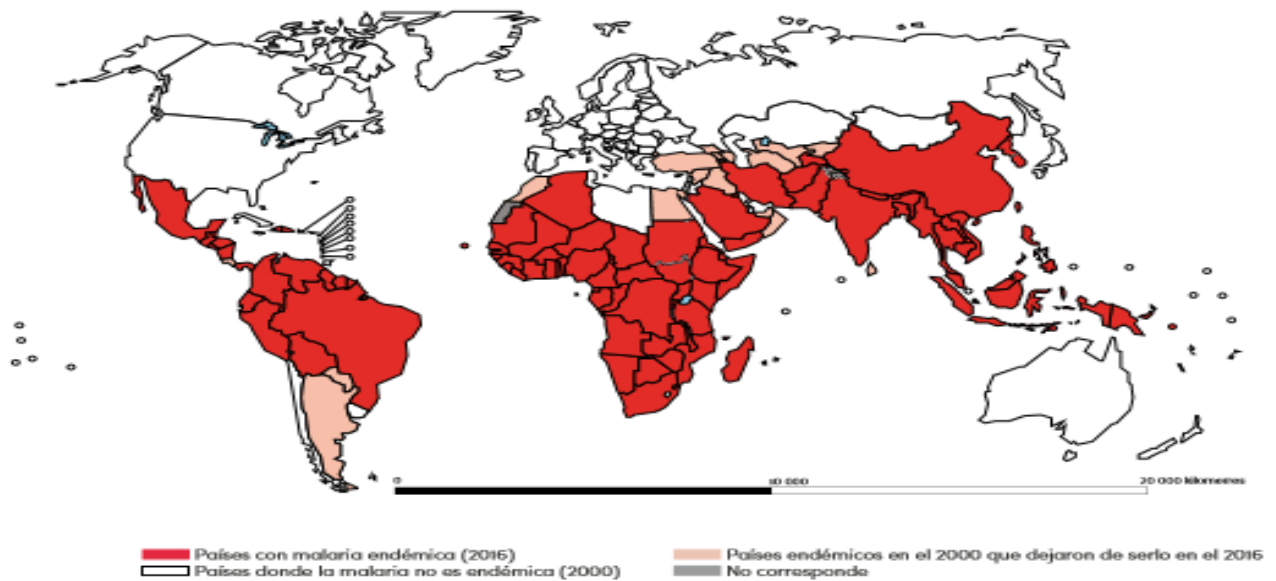 0 10 000 20 000 kilometres
Países con malaria endémica (2016)
Países donde la malaria no es endémica (2000)
Países endémicos en el 2000 que dejaron de serlo en el 2016
No corresponde